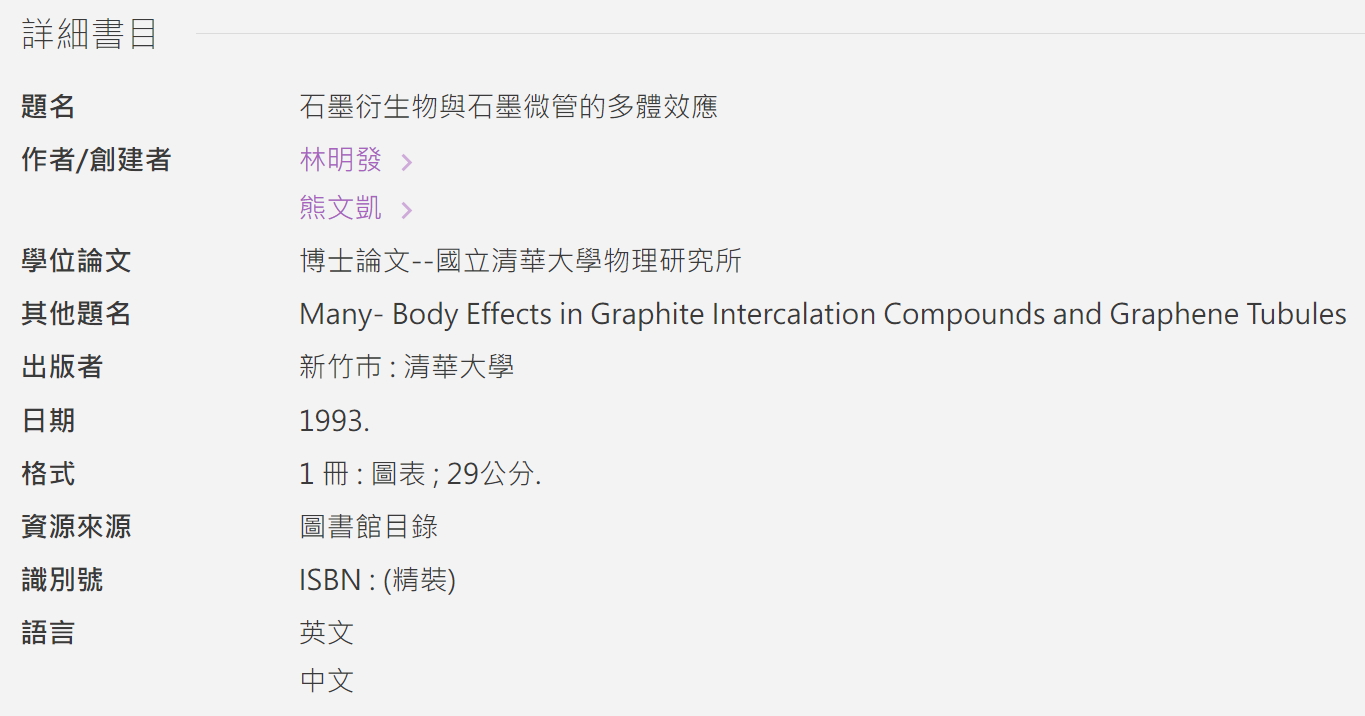 詳細書目
題名 石墨衍生物與石墨微管的多體效應
作者/創建者 林明發
熊文凱
學位論文 博士論文--國立清華大學物理研究所
其他題名 Many- Body Effects in Graphite Intercalation Compounds and Graphene Tubules
出版者 新竹市 : 清華大學
日期 1993.
格式 1 冊 : 圖表 ; 29公分.
資源來源 圖書館目錄
識別號 ISBN : (精裝)
語言 英文
中文